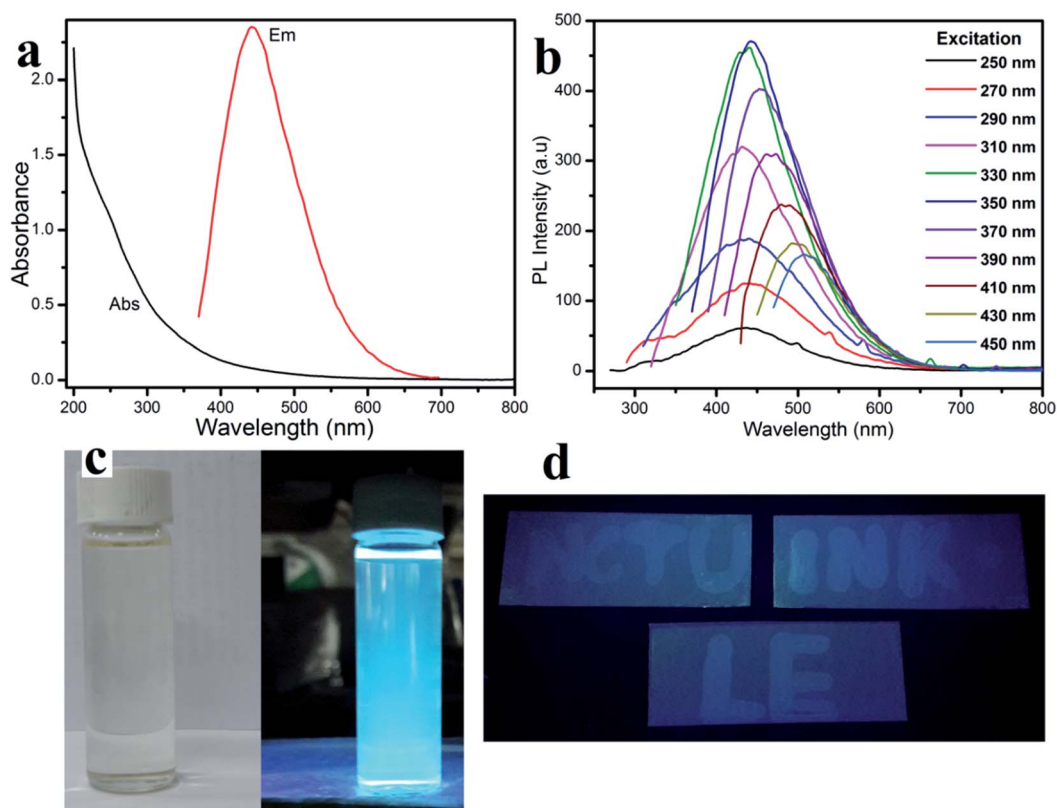 a
Em
Abs
Absorbance
2.0
1.5
1.0
0.5
0.0
200 300 400 500 600 700 800
Wavelength (nm)
b
Excitation
250 nm
270 nm
290 nm
310 nm
330 nm
350 nm
370 nm
390 nm
410 nm
430 nm
450 nm
PL Intensity (a.u)
500
400
300
200
100
0
300 400 500 600 700 800
Wavelength (nm)
c
d
NCTU INK
LE